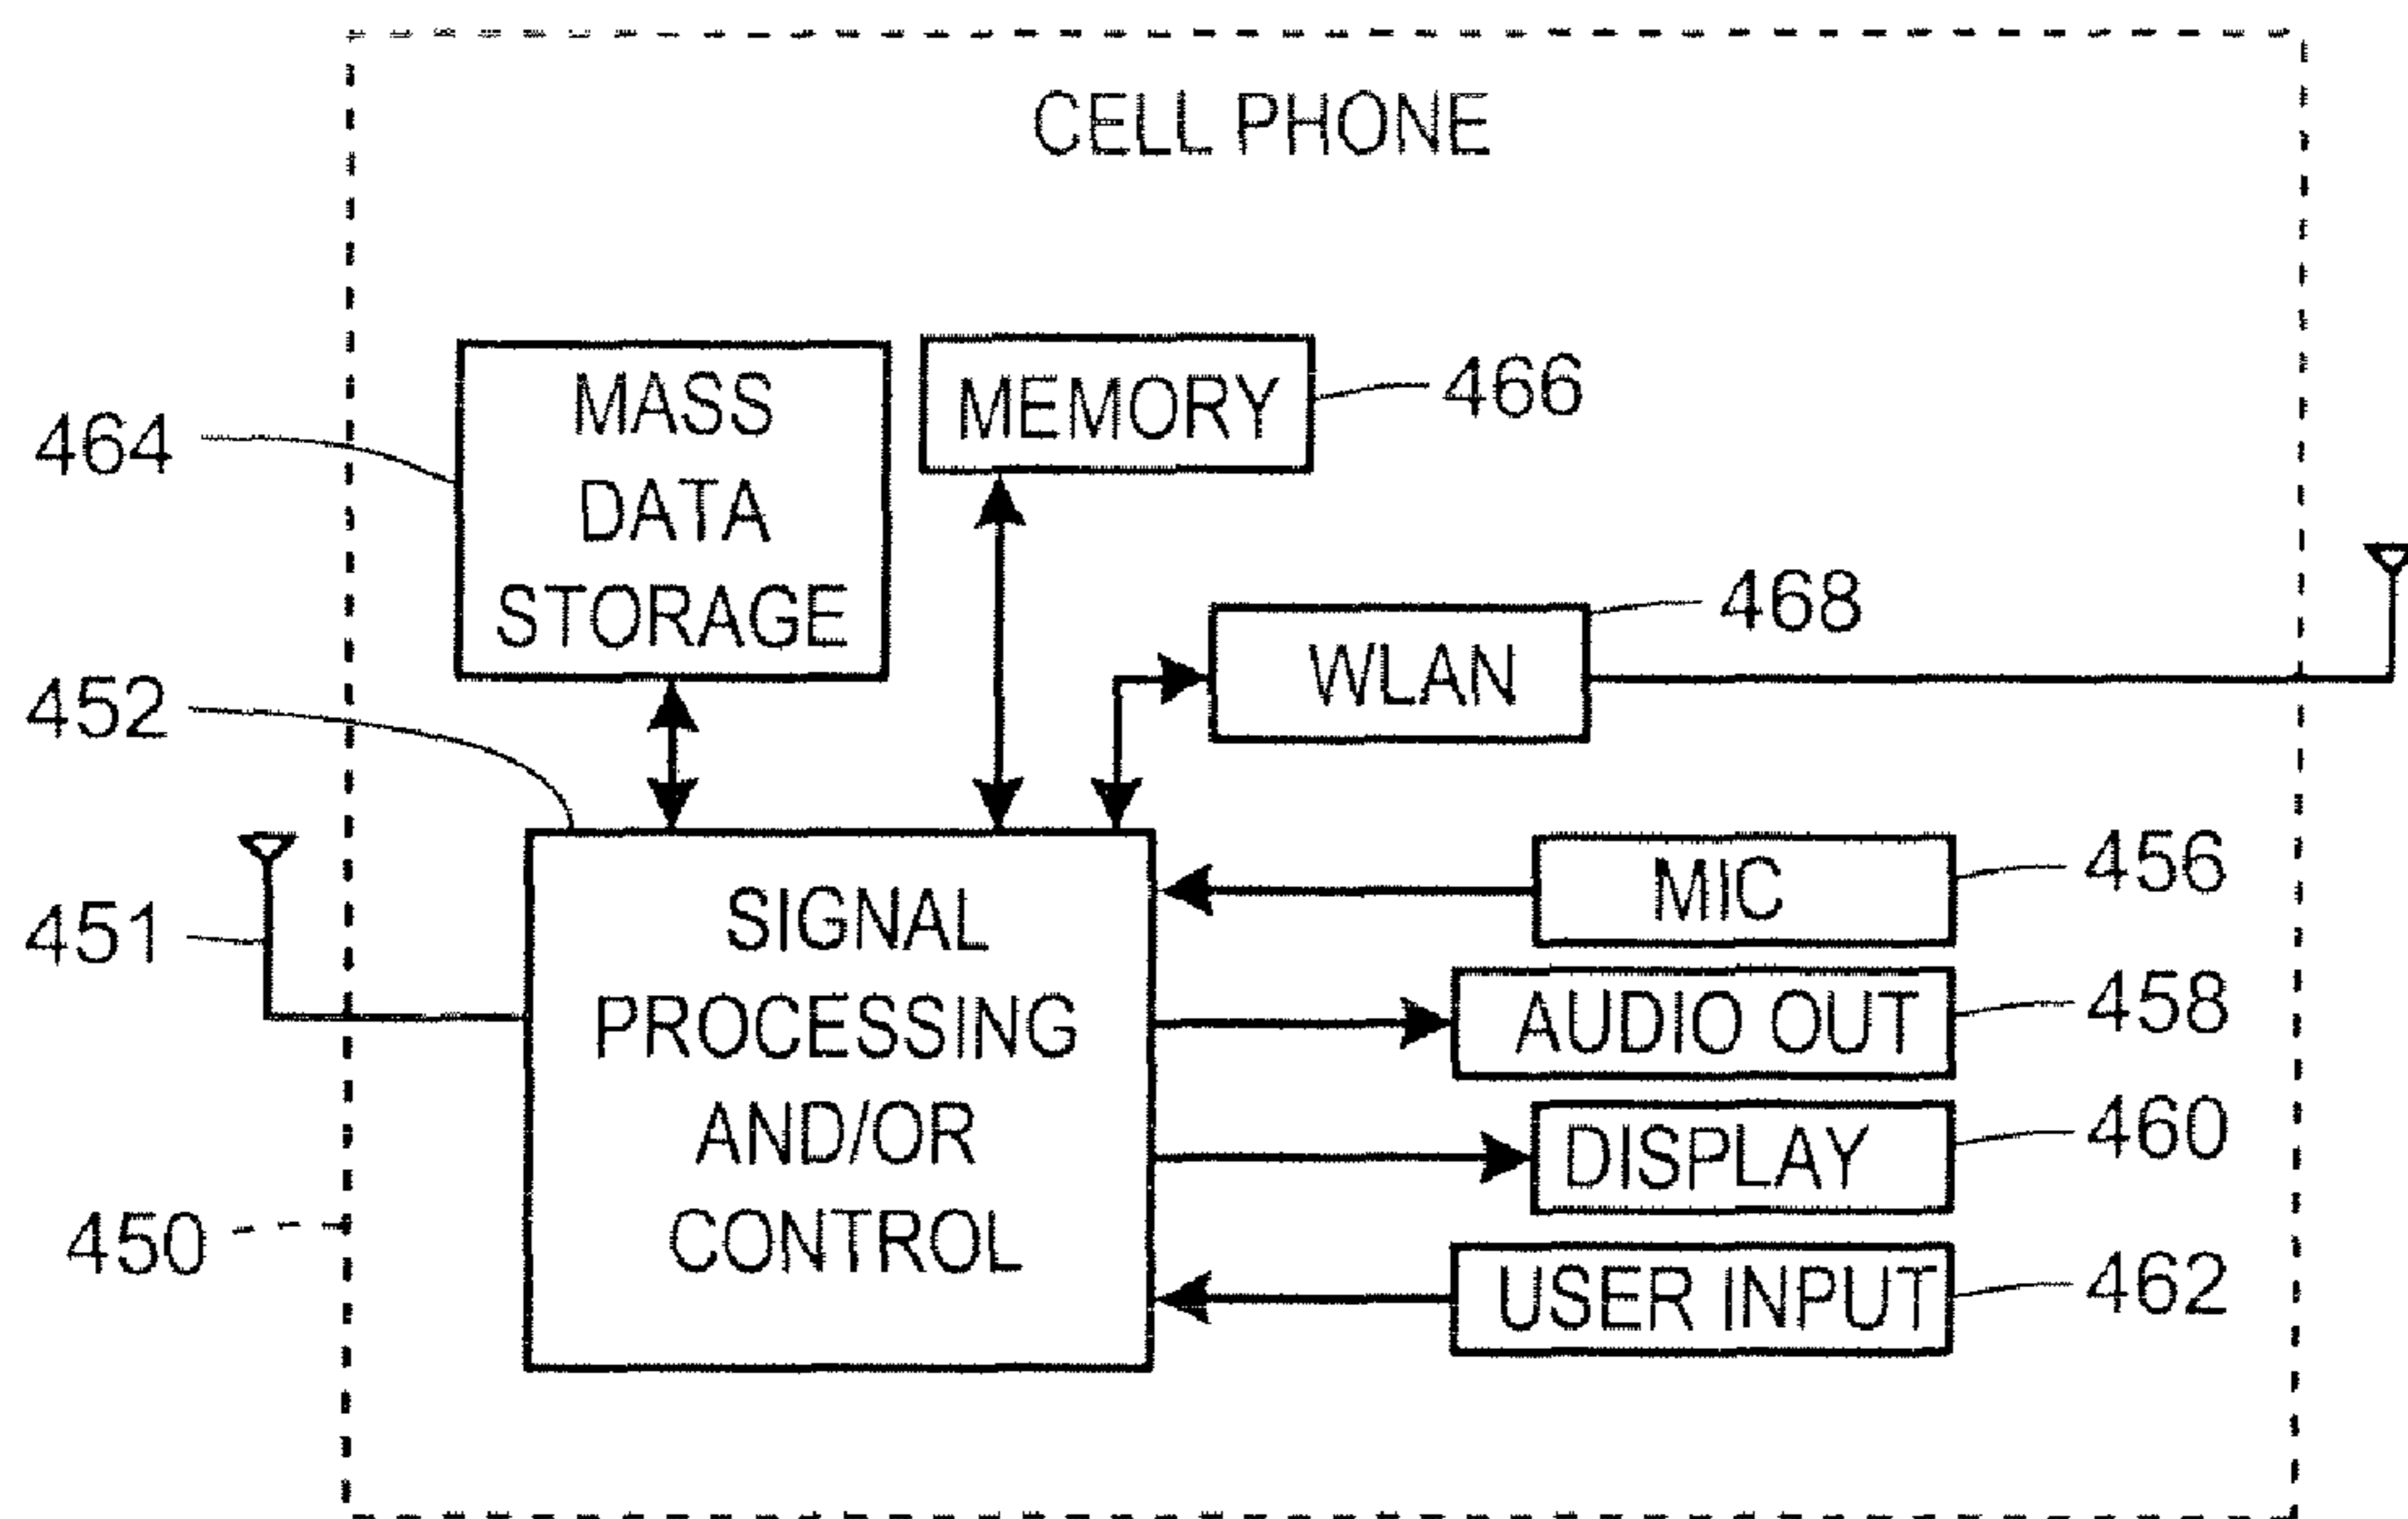 CELL PHONE
MASS
DATA
STORAGE
MEMORY
466
464
WLAN
468
452
SIGNAL
PROCESSING
AND/OR
CONTROL
MIC
456
451
AUDIO OUT
458
DISPLAY
460
450
USER INPUT
462